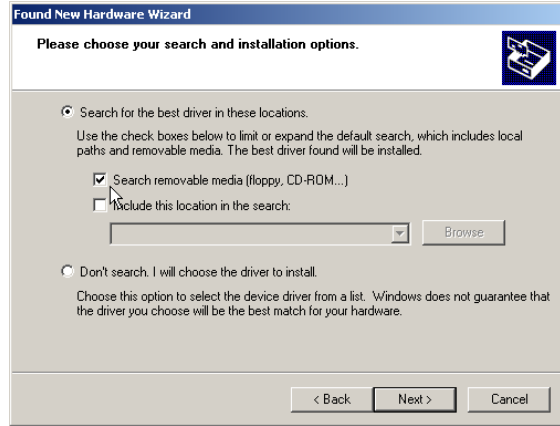 Found New Hardware Wizard
Please choose your search and installation options.
Search for the best driver in these locations.
Use the check boxes below to limit or expand the default search, which includes local
paths and removable media. The best driver found will be installed.
Search removable media (floppy, CD-ROM...)
Include this location in the search:
Browse
Don't search. I will choose the driver to install.
Choose this option to select the device driver from a list.  Windows does not guarantee that
the driver you choose will be the best match for your hardware.
< Back
Next >
Cancel